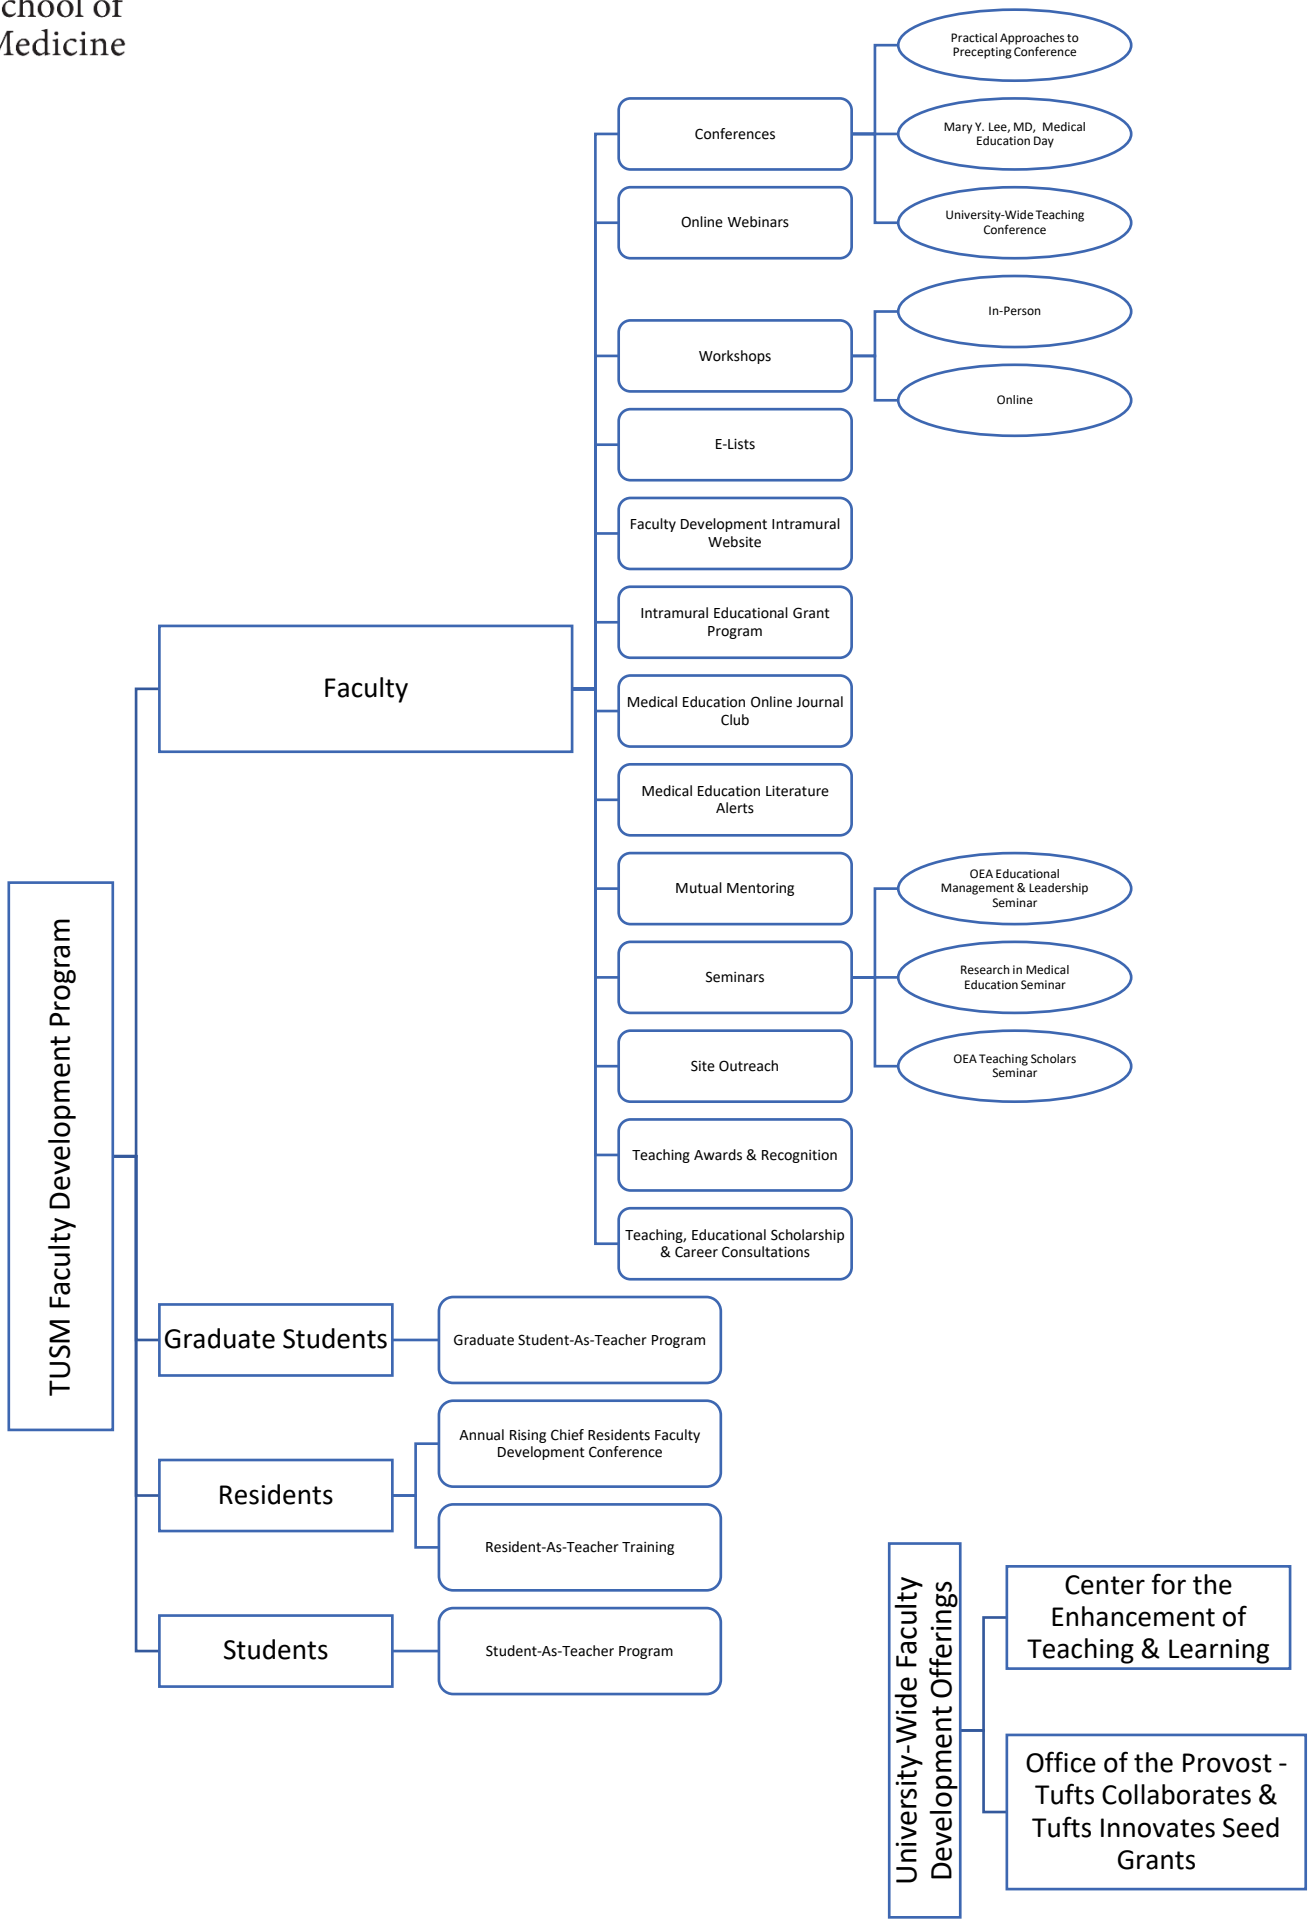 chool of
Medicine
Practical Approaches to
Precepting Conference
Conferences
Mary Y. Lee, MD,  Medical
Education Day
University-Wide Teaching
Conference
Online Webinars
In-Person
Workshops
Online
E-Lists
Faculty Development Intramural
Website
Intramural Educational Grant
Program
Faculty
Medical Education Online Journal
Club
Medical Education Literature
Alerts
Mutual Mentoring
OEA Educational
Management & Leadership
Seminar
Seminars
Research in Medical
Education Seminar
Site Outreach
OEA Teaching Scholars
Seminar
Teaching Awards & Recognition
Teaching, Educational Scholarship
& Career Consultations
TUSM Faculty Development Program
Graduate Students
Graduate Student-As-Teacher Program
Residents
Annual Rising Chief Residents Faculty
Development Conference
Resident-As-Teacher Training
Students
Student-As-Teacher Program
University-Wide Faculty
Development Offerings
Center for the
Enhancement of
Teaching & Learning
Office of the Provost -
Tufts Collaborates &
Tufts Innovates Seed
Grants